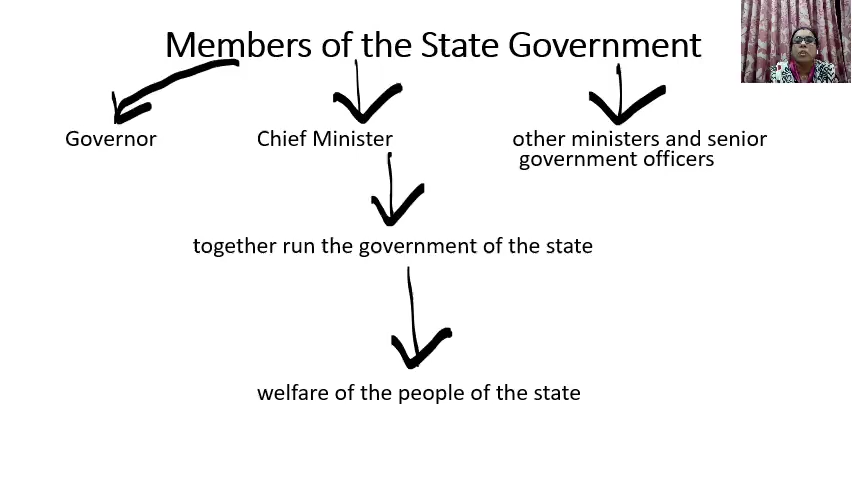 Members of the State Government
Governor
Chief Minister
other ministers and senior
government officers
together run the government of the state
welfare of the people of the state